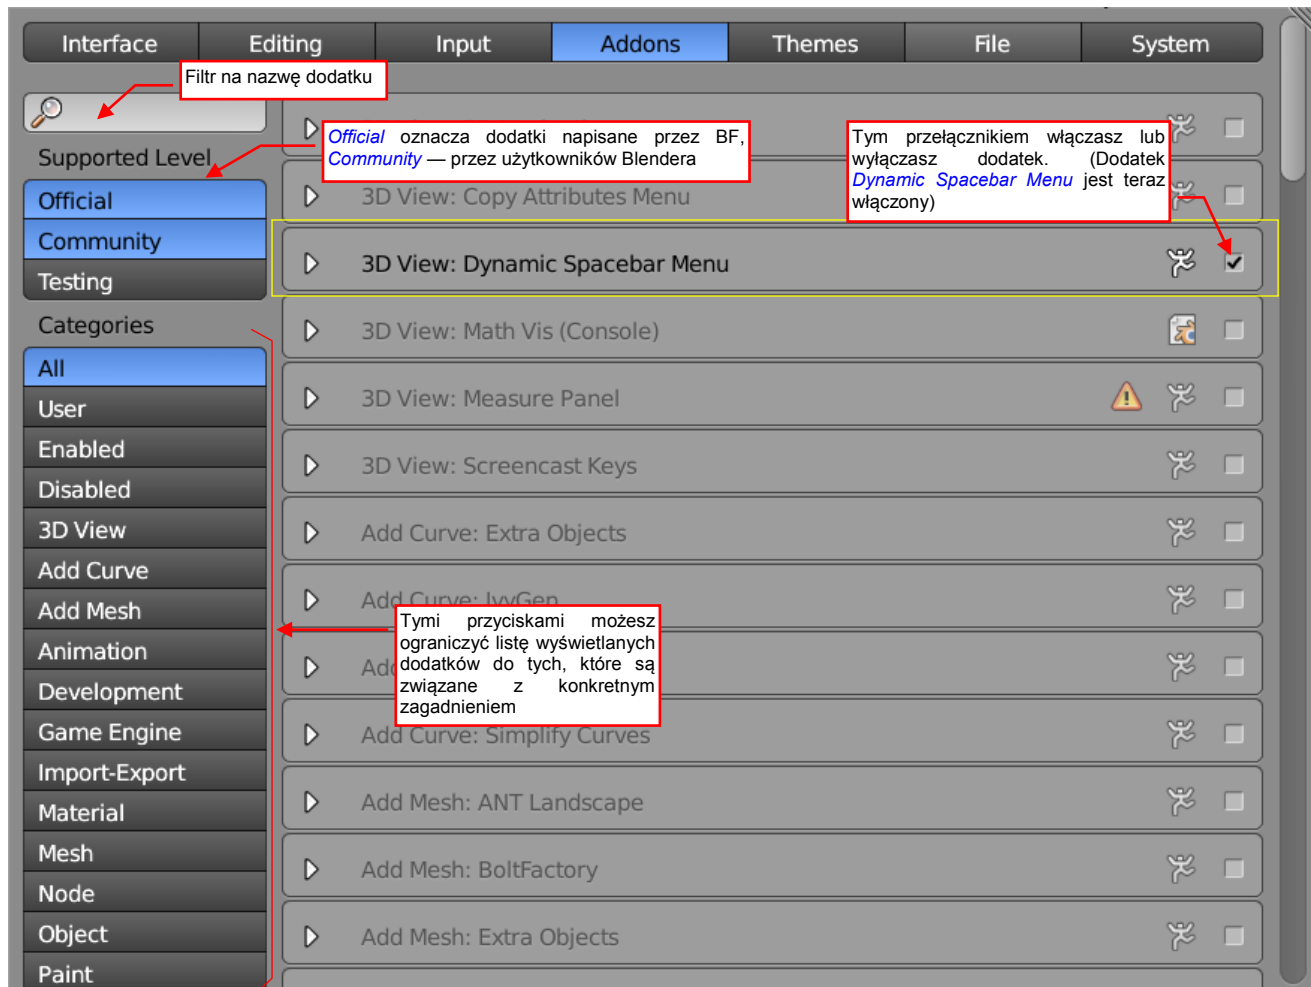 Interface Editing Input Addons Themes File System
Filtr na nazwę dodatku
Official oznacza dodatki napisane przez BF,
Community — przez użytkowników Blendera
Tym przełącznikiem włączasz lub
wyłączasz dodatek. (Dodatek
Dynamic Spacebar Menu jest teraz
włączony)
Supported Level
Official
Community
Testing
Categories
All
User
Enabled
Disabled
3D View
Add Curve
Add Mesh
Animation
Development
Game Engine
Import-Export
Material
Mesh
Node
Object
Paint
3D View: Copy Attributes Menu
3D View: Dynamic Spacebar Menu
3D View: Math Vis (Console)
3D View: Measure Panel
3D View: Screencast Keys
Add Curve: Extra Objects
Add Curve: IvyGen
Tymi przyciskami możesz
ograniczyć listę wyświetlanych
dodatków do tych, które są
związane z konkretnym
zagadnieniem
Add Curve: Simplify Curves
Add Mesh: ANT Landscape
Add Mesh: BoltFactory
Add Mesh: Extra Objects